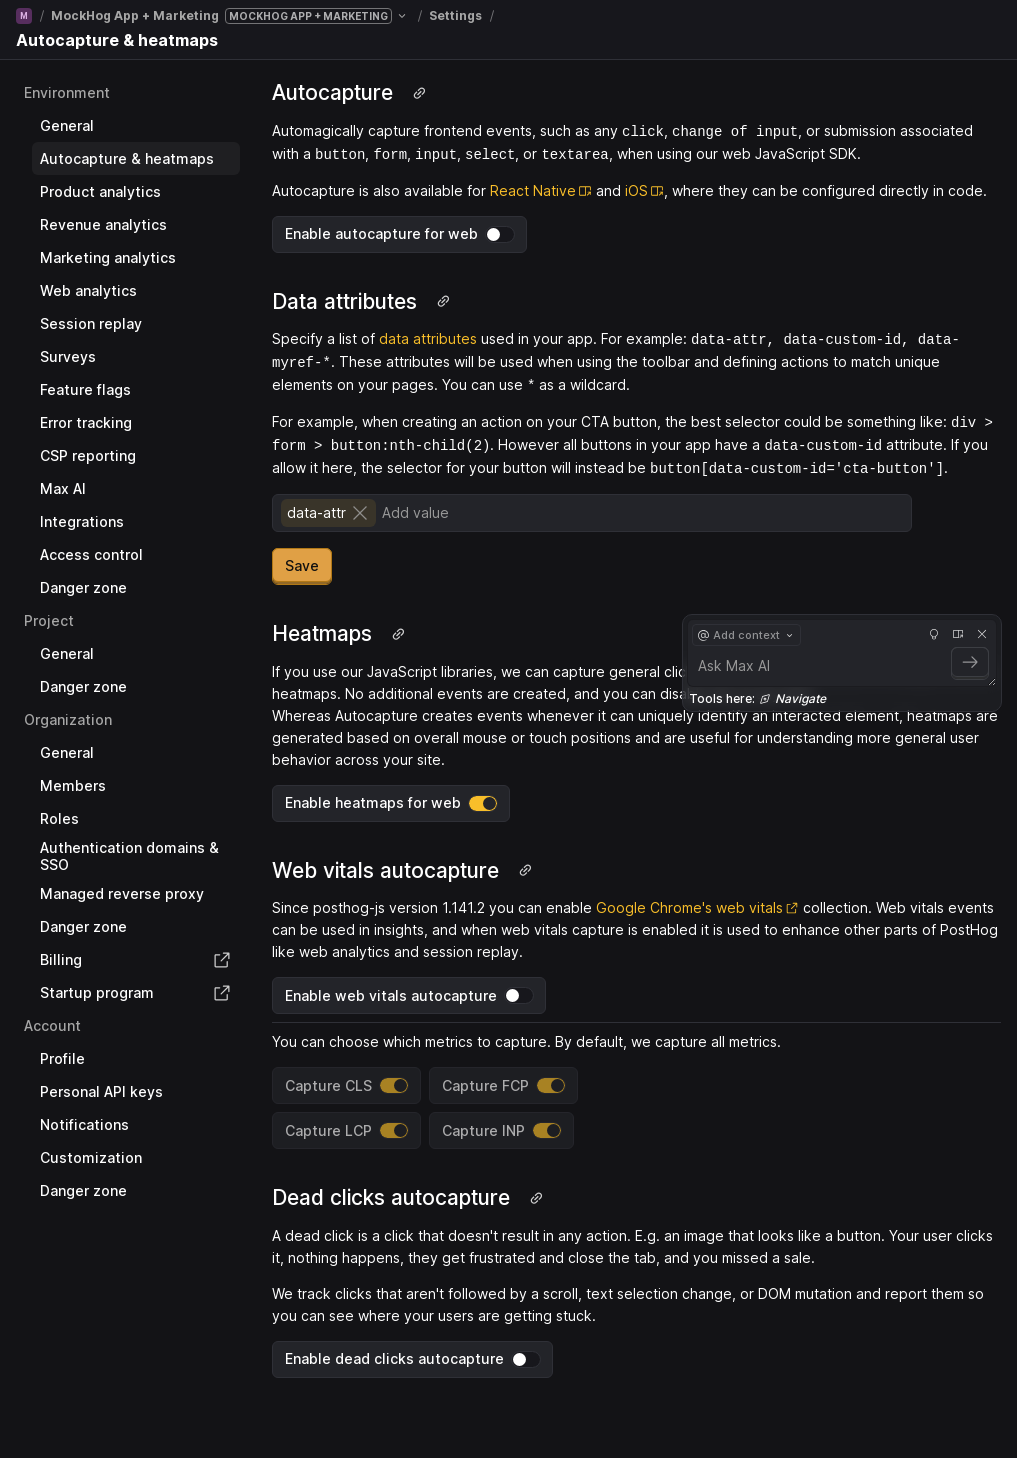 M / MockHog App + Marketing MOCKHOG APP + MARKETING / Settings /
Autocapture & heatmaps
Environment
General
Autocapture & heatmaps
Product analytics
Revenue analytics
Marketing analytics
Web analytics
Session replay
Surveys
Feature flags
Error tracking
CSP reporting
Max AI
Integrations
Access control
Danger zone
Project
General
Danger zone
Organization
General
Members
Roles
Authentication domains &
SSO
Managed reverse proxy
Danger zone
Billing
Startup program
Account
Profile
Personal API keys
Notifications
Customization
Danger zone
Autocapture
Automagically capture frontend events, such as any click, change of input, or submission associated
with a button, form, input, select, or textarea, when using our web JavaScript SDK.
Autocapture is also available for React Native and iOS, where they can be configured directly in code.
Enable autocapture for web
Data attributes
Specify a list of data attributes used in your app. For example: data-attr, data-custom-id, data-
myref-*. These attributes will be used when using the toolbar and defining actions to match unique
elements on your pages. You can use * as a wildcard.
For example, when creating an action on your CTA button, the best selector could be something like: div >
form > button:nth-child(2). However all buttons in your app have a data-custom-id attribute. If you
allow it here, the selector for your button will instead be button[data-custom-id='cta-button'].
data-attr Add value
Save
Heatmaps
If you use our JavaScript libraries, we can capture general clic
heatmaps. No additional events are created, and you can disa
Whereas Autocapture creates events whenever it can uniquely identify an interacted element, heatmaps are
generated based on overall mouse or touch positions and are useful for understanding more general user
behavior across your site.
Enable heatmaps for web
@ Add context
Ask Max AI
Tools here: Navigate
Web vitals autocapture
Since posthog-js version 1.141.2 you can enable Google Chrome's web vitals collection. Web vitals events
can be used in insights, and when web vitals capture is enabled it is used to enhance other parts of PostHog
like web analytics and session replay.
Enable web vitals autocapture
You can choose which metrics to capture. By default, we capture all metrics.
Capture CLS Capture FCP
Capture LCP Capture INP
Dead clicks autocapture
A dead click is a click that doesn't result in any action. E.g. an image that looks like a button. Your user clicks
it, nothing happens, they get frustrated and close the tab, and you missed a sale.
We track clicks that aren't followed by a scroll, text selection change, or DOM mutation and report them so
you can see where your users are getting stuck.
Enable dead clicks autocapture